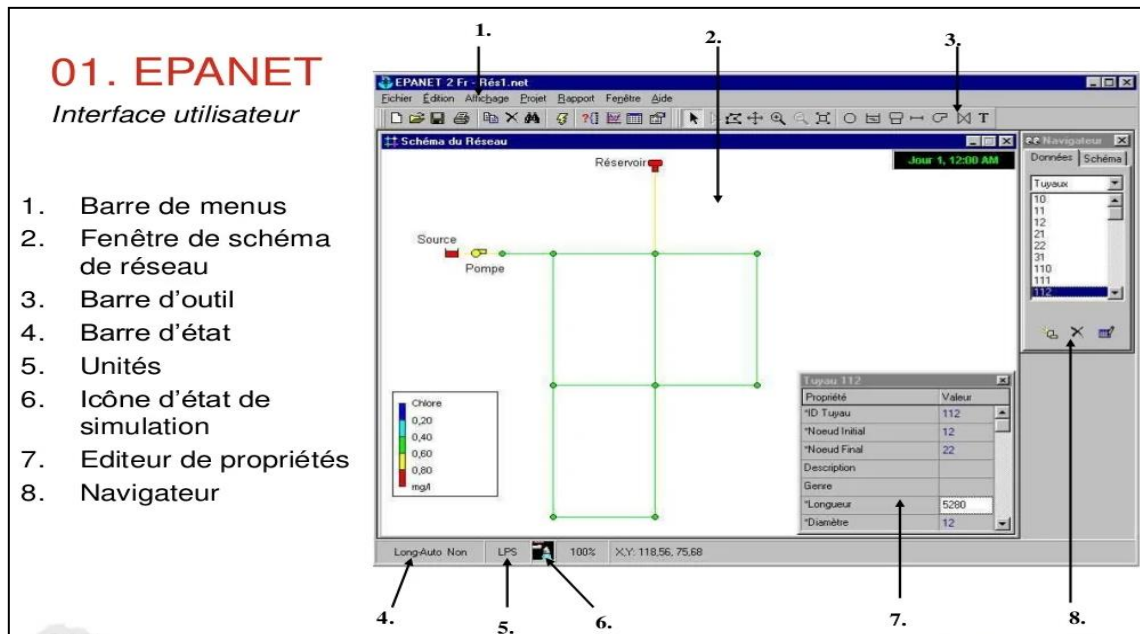 01. EPANET
Interface utilisateur
1. Barre de menus
2. Fenêtre de schéma
de réseau
3. Barre d'outil
4. Barre d'état
5. Unités
6. Icône d'état de
simulation
7. Editeur de propriétés
8. Navigateur
1.
2.
3.
EPANET 2 Fr - Rés1.net
Fichier Édition Affichage Projet Rapport Fenêtre Aide
T
Schéma du Réseau
Jour 1, 12:00 AM
Réservoir
Source
Pompe
Chlore
0,20
0,40
0,60
0,80
mg/l
Navigateur
Données Schéma
Tuyaux
10
11
12
21
22
31
110
111
112
Tuyau 112
Propriété Valeur
*ID Tuyau 112
*Noeud Initial 12
*Noeud Final 22
Description
Genre
*Longueur 5280
*Diamètre 12
Long-Auto Non LPS 100% X,Y: 118,56, 75,68
4.
5.
6.
7.
8.